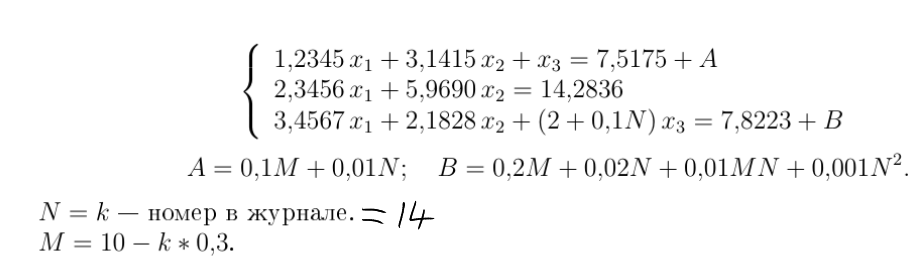 1,2345 x₁ + 3,1415 x₂ + x₃ = 7,5175 + A
2,3456 x₁ + 5,9690 x₂ = 14,2836
3,4567 x₁ + 2,1828 x₂ + (2 + 0,1N) x₃ = 7,8223 + B
A = 0,1M + 0,01N; B = 0,2M + 0,02N + 0,01MN + 0,001N².
N = k — номер в журнале. = 14
M = 10 − k ∗ 0,3.